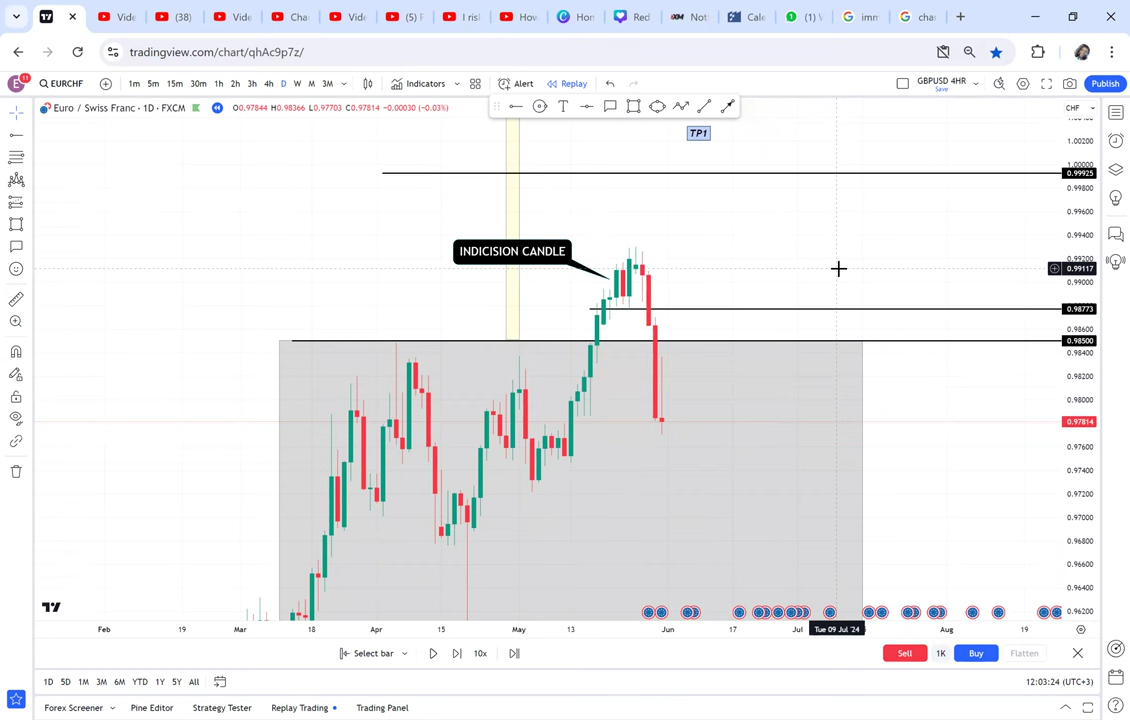 Vide
(38)
Vide
Cha
Vide
(5) F
I risl
How
Hon
Red
XM Not
Cale
(1) \
imm
cha
tradingview.com/chart/qhAc9p7z/
E 11 EURCHF 1m 5m 15m 30m 1h 2h 3h 4h D W M 3M Indicators Alert Replay GBPUSD 4HR Save Publish
Euro / Swiss Franc · 1D · FXCM O0.97844 H0.98366 L0.97703 C0.97814 −0.00030 (−0.03%) CHF
TP1
1.00200
1.00000
0.99925
0.99800
0.99600
0.99400
INDICISION CANDLE
0.99200
0.99117
0.99000
0.98773
0.98600
0.98500
0.98400
0.98200
0.98000
0.97814
0.97600
0.97400
0.97200
0.97000
0.96800
0.96600
0.96400
0.96200
Feb 19 Mar 18 Apr 15 May 13 Jun 17 Jul Tue 09 Jul '24 Aug 19
Select bar 10x Sell 1K Buy Flatten
1D 5D 1M 3M 6M YTD 1Y 5Y All 12:03:24 (UTC+3)
Forex Screener Pine Editor Strategy Tester Replay Trading Trading Panel